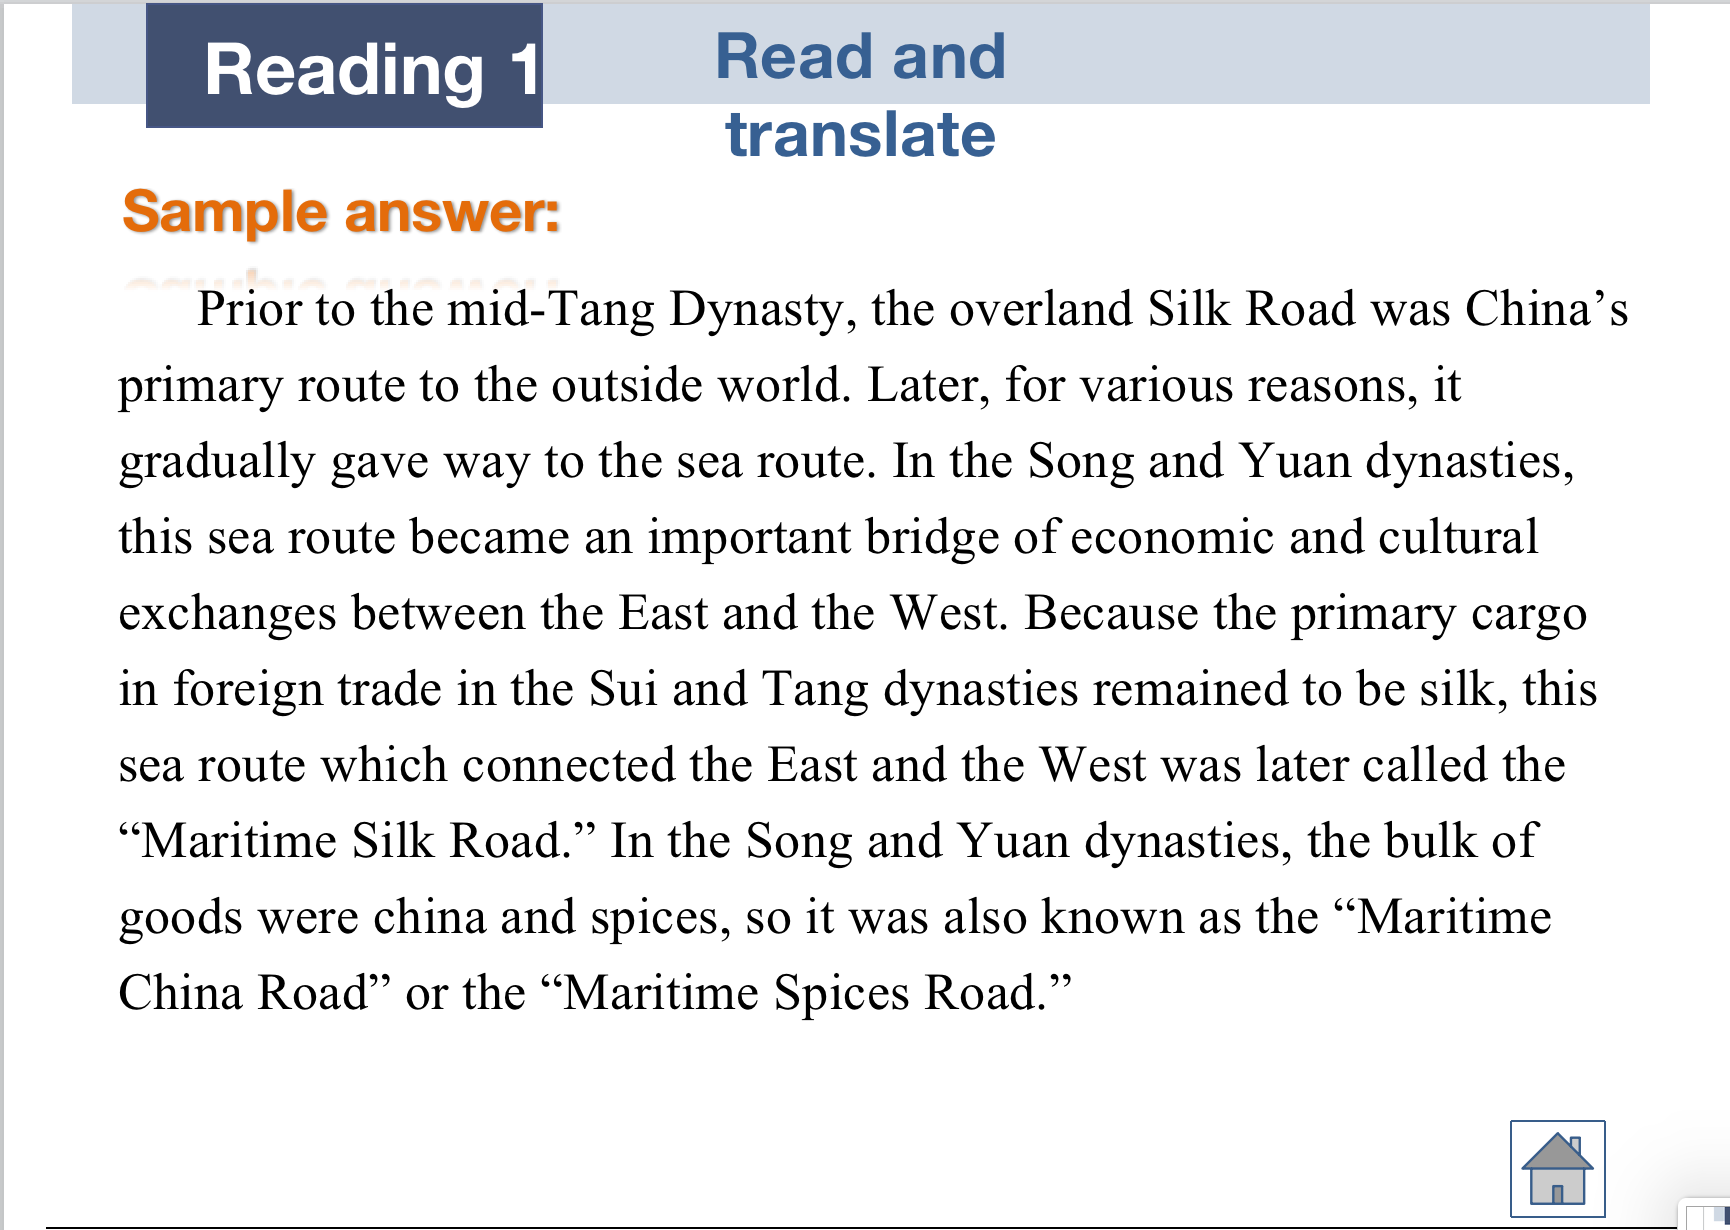 Reading 1
Read and
translate
Sample answer:
Prior to the mid-Tang Dynasty, the overland Silk Road was China’s
primary route to the outside world. Later, for various reasons, it
gradually gave way to the sea route. In the Song and Yuan dynasties,
this sea route became an important bridge of economic and cultural
exchanges between the East and the West. Because the primary cargo
in foreign trade in the Sui and Tang dynasties remained to be silk, this
sea route which connected the East and the West was later called the
“Maritime Silk Road.” In the Song and Yuan dynasties, the bulk of
goods were china and spices, so it was also known as the “Maritime
China Road” or the “Maritime Spices Road.”